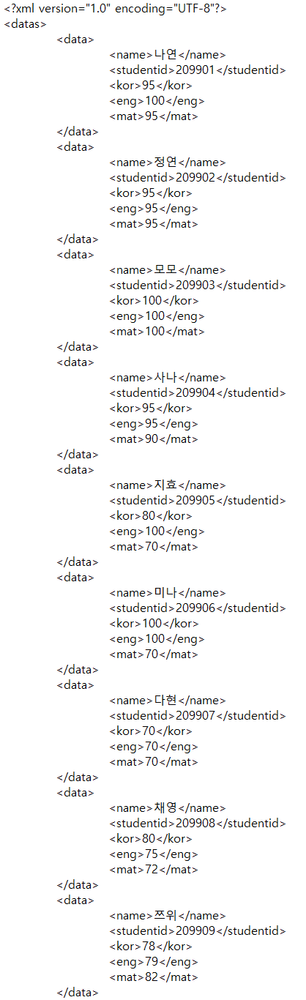 <?xml version="1.0" encoding="UTF-8"?>
<datas>
<data>
<name>나연</name>
<studentid>209901</studentid>
<kor>95</kor>
<eng>100</eng>
<mat>95</mat>
</data>
<data>
<name>정연</name>
<studentid>209902</studentid>
<kor>95</kor>
<eng>95</eng>
<mat>95</mat>
</data>
<data>
<name>모모</name>
<studentid>209903</studentid>
<kor>100</kor>
<eng>100</eng>
<mat>100</mat>
</data>
<data>
<name>사나</name>
<studentid>209904</studentid>
<kor>95</kor>
<eng>95</eng>
<mat>90</mat>
</data>
<data>
<name>지효</name>
<studentid>209905</studentid>
<kor>80</kor>
<eng>100</eng>
<mat>70</mat>
</data>
<data>
<name>미나</name>
<studentid>209906</studentid>
<kor>100</kor>
<eng>100</eng>
<mat>70</mat>
</data>
<data>
<name>다현</name>
<studentid>209907</studentid>
<kor>70</kor>
<eng>70</eng>
<mat>70</mat>
</data>
<data>
<name>채영</name>
<studentid>209908</studentid>
<kor>80</kor>
<eng>75</eng>
<mat>72</mat>
</data>
<data>
<name>쯔위</name>
<studentid>209909</studentid>
<kor>78</kor>
<eng>79</eng>
<mat>82</mat>
</data>